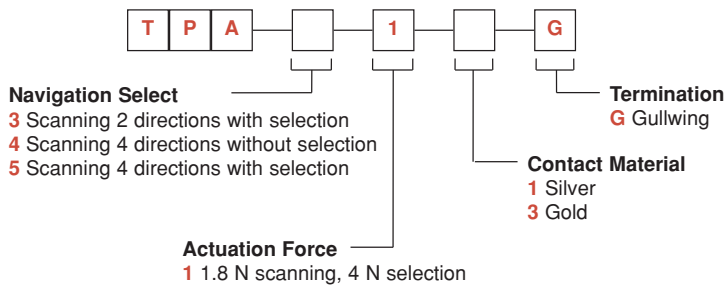 T P A 1 G
Navigation Select
3 Scanning 2 directions with selection
4 Scanning 4 directions without selection
5 Scanning 4 directions with selection
Termination
G Gullwing
Contact Material
1 Silver
3 Gold
Actuation Force
1 1.8 N scanning, 4 N selection